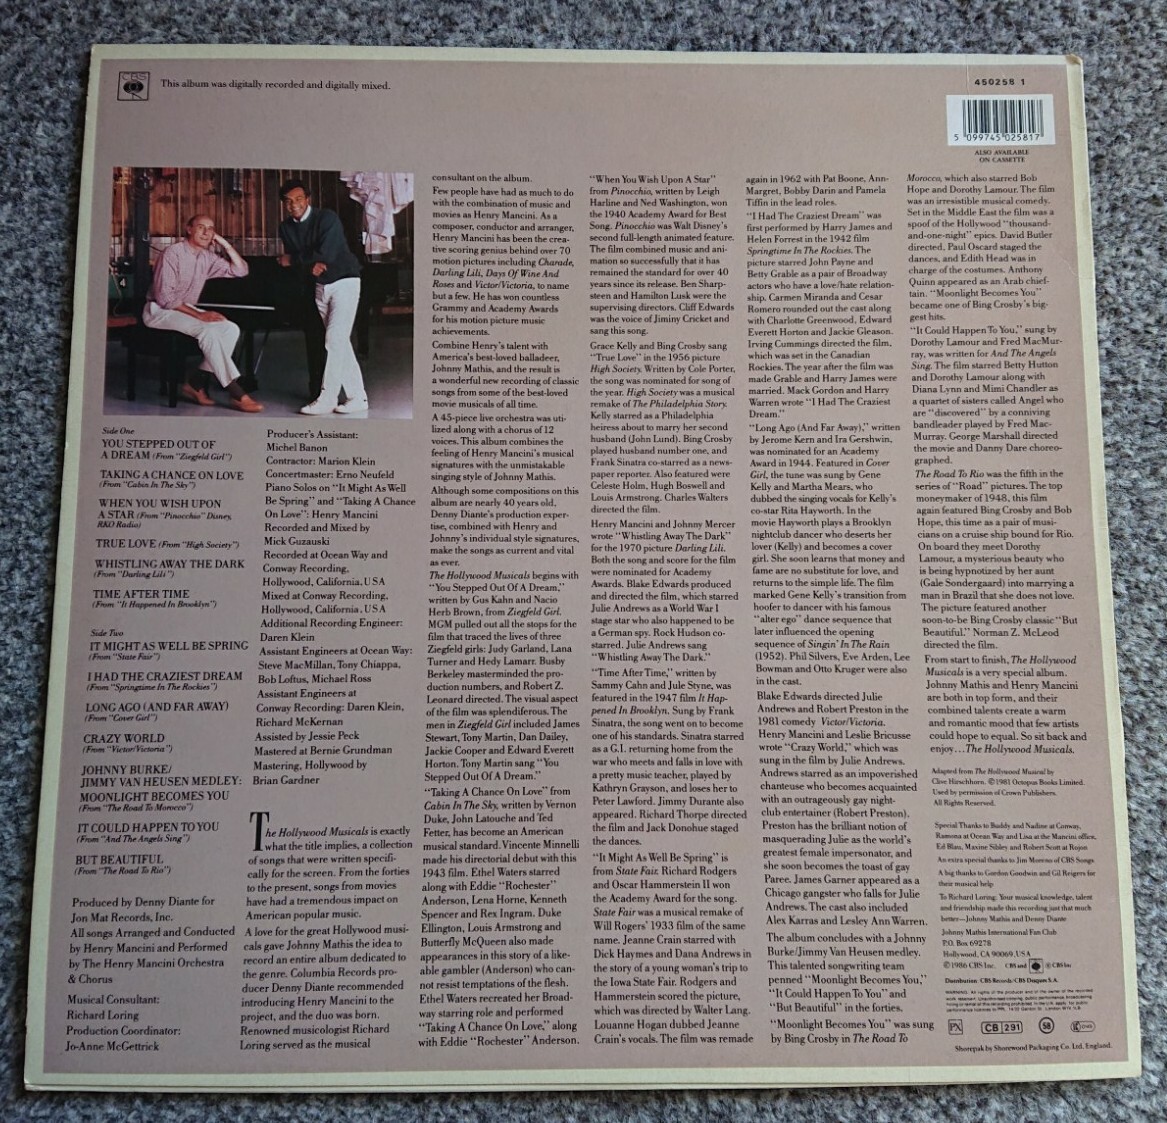 CBS
This album was digitally recorded and digitally mixed.
450258 1
5 099745 025817
ALSO AVAILABLE
ON CASSETTE
Side One
YOU STEPPED OUT OF
A DREAM (From "Ziegfeld Girl")
TAKING A CHANCE ON LOVE
(From "Cabin In The Sky")
WHEN YOU WISH UPON
A STAR (From "Pinocchio" Disney,
RKO Radio)
TRUE LOVE (From "High Society")
WHISTLING AWAY THE DARK
(From "Darling Lili")
TIME AFTER TIME
(From "It Happened In Brooklyn")
Side Two
IT MIGHT AS WELL BE SPRING
(From "State Fair")
I HAD THE CRAZIEST DREAM
(From "Springtime In The Rockies")
LONG AGO (AND FAR AWAY)
(From "Cover Girl")
CRAZY WORLD
(From "Victor/Victoria")
JOHNNY BURKE/
JIMMY VAN HEUSEN MEDLEY:
MOONLIGHT BECOMES YOU
(From "The Road To Morocco")
IT COULD HAPPEN TO YOU
(From "And The Angels Sing")
BUT BEAUTIFUL
(From "The Road To Rio")
Produced by Denny Diante for
Jon Mat Records, Inc.
All songs Arranged and Conducted
by Henry Mancini and Performed
by The Henry Mancini Orchestra
& Chorus
Musical Consultant:
Richard Loring
Production Coordinator:
Jo-Anne McGettrick
Producer's Assistant:
Michel Banon
Contractor: Marion Klein
Concertmaster: Erno Neufeld
Piano Solos on "It Might As Well
Be Spring" and "Taking A Chance
On Love": Henry Mancini
Recorded and Mixed by
Mick Guzauski
Recorded at Ocean Way and
Conway Recording,
Hollywood, California, USA
Mixed at Conway Recording,
Hollywood, California, USA
Additional Recording Engineer:
Daren Klein
Assistant Engineers at Ocean Way:
Steve MacMillan, Tony Chiappa,
Bob Loftus, Michael Ross
Assistant Engineers at
Conway Recording: Daren Klein,
Richard McKernan
Assisted by Jessie Peck
Mastered at Bernie Grundman
Mastering, Hollywood by
Brian Gardner
The Hollywood Musicals is exactly
what the title implies, a collection
of songs that were written specifi-
cally for the screen. From the forties
to the present, songs from movies
have had a tremendous impact on
American popular music.
A love for the great Hollywood musi-
cals gave Johnny Mathis the idea to
record an entire album dedicated to
the genre. Columbia Records pro-
ducer Denny Diante recommended
introducing Henry Mancini to the
project, and the duo was born.
Renowned musicologist Richard
Loring served as the musical
consultant on the album.
Few people have had as much to do
with the combination of music and
movies as Henry Mancini. As a
composer, conductor and arranger,
Henry Mancini has been the crea-
tive scoring genius behind over 70
motion pictures including Charade,
Darling Lili, Days Of Wine And
Roses and Victor/Victoria, to name
but a few. He has won countless
Grammy and Academy Awards
for his motion picture music
achievements.
Combine Henry's talent with
America's best-loved balladeer,
Johnny Mathis, and the result is
a wonderful new recording of classic
songs from some of the best-loved
movie musicals of all time.
A 45-piece live orchestra was uti-
lized along with a chorus of 12
voices. This album combines the
feeling of Henry Mancini's musical
signatures with the unmistakable
singing style of Johnny Mathis.
Although some compositions on this
album are nearly 40 years old,
Denny Diante's production exper-
tise, combined with Henry and
Johnny's individual style signatures,
make the songs as current and vital
as ever.
The Hollywood Musicals begins with
"You Stepped Out Of A Dream,"
written by Gus Kahn and Nacio
Herb Brown, from Ziegfeld Girl.
MGM pulled out all the stops for the
film that traced the lives of three
Ziegfeld girls: Judy Garland, Lana
Turner and Hedy Lamarr. Busby
Berkeley masterminded the pro-
duction numbers, and Robert Z.
Leonard directed. The visual aspect
of the film was splendiferous. The
men in Ziegfeld Girl included James
Stewart, Tony Martin, Dan Dailey,
Jackie Cooper and Edward Everett
Horton. Tony Martin sang "You
Stepped Out Of A Dream."
"Taking A Chance On Love" from
Cabin In The Sky, written by Vernon
Duke, John Latouche and Ted
Fetter, has become an American
musical standard. Vincente Minnelli
made his directorial debut with this
1943 film. Ethel Waters starred
along with Eddie "Rochester"
Anderson, Lena Horne, Kenneth
Spencer and Rex Ingram. Duke
Ellington, Louis Armstrong and
Butterfly McQueen also made
appearances in this story of a like-
able gambler (Anderson) who can-
not resist temptations of the flesh.
Ethel Waters recreated her Broad-
way starring role and performed
"Taking A Chance On Love," along
with Eddie "Rochester" Anderson.
"When You Wish Upon A Star"
from Pinocchio, written by Leigh
Harline and Ned Washington, won
the 1940 Academy Award for Best
Song. Pinocchio was Walt Disney's
second full-length animated feature.
The film combined music and ani-
mation so successfully that it has
remained the standard for over 40
years since its release. Ben Sharp-
steen and Hamilton Lusk were the
supervising directors. Cliff Edwards
was the voice of Jiminy Cricket and
sang this song.
Grace Kelly and Bing Crosby sang
"True Love" in the 1956 picture
High Society. Written by Cole Porter,
the song was nominated for song of
the year. High Society was a musical
remake of The Philadelphia Story.
Kelly starred as a Philadelphia
heiress about to marry her second
husband (John Lund). Bing Crosby
played husband number one, and
Frank Sinatra co-starred as a news-
paper reporter. Also featured were
Celeste Holm, Hugh Boswell and
Louis Armstrong. Charles Walters
directed the film.
Henry Mancini and Johnny Mercer
wrote "Whistling Away The Dark"
for the 1970 picture Darling Lili.
Both the song and score for the film
were nominated for Academy
Awards. Blake Edwards produced
and directed the film, which starred
Julie Andrews as a World War I
stage star who also happened to be
a German spy. Rock Hudson co-
starred. Julie Andrews sang
"Whistling Away The Dark."
"Time After Time," written by
Sammy Cahn and Jule Styne, was
featured in the 1947 film It Hap-
pened In Brooklyn. Sung by Frank
Sinatra, the song went on to become
one of his standards. Sinatra starred
as a G.I. returning home from the
war who meets and falls in love with
a pretty music teacher, played by
Kathryn Grayson, and loses her to
Peter Lawford. Jimmy Durante also
appeared. Richard Thorpe directed
the film and Jack Donohue staged
the dances.
"It Might As Well Be Spring" is
from State Fair. Richard Rodgers
and Oscar Hammerstein II won
the Academy Award for the song.
State Fair was a musical remake of
Will Rogers' 1933 film of the same
name. Jeanne Crain starred with
Dick Haymes and Dana Andrews in
the story of a young woman's trip to
the Iowa State Fair. Rodgers and
Hammerstein scored the picture,
which was directed by Walter Lang.
Louanne Hogan dubbed Jeanne
Crain's vocals. The film was remade
again in 1962 with Pat Boone, Ann-
Margret, Bobby Darin and Pamela
Tiffin in the lead roles.
"I Had The Craziest Dream" was
first performed by Harry James and
Helen Forrest in the 1942 film
Springtime In The Rockies. The
picture starred John Payne and
Betty Grable as a pair of Broadway
actors who have a love/hate relation-
ship. Carmen Miranda and Cesar
Romero rounded out the cast along
with Charlotte Greenwood, Edward
Everett Horton and Jackie Gleason.
Irving Cummings directed the film,
which was set in the Canadian
Rockies. The year after the film was
made Grable and Harry James were
married. Mack Gordon and Harry
Warren wrote "I Had The Craziest
Dream."
"Long Ago (And Far Away)," written
by Jerome Kern and Ira Gershwin,
was nominated for an Academy
Award in 1944. Featured in Cover
Girl, the tune was sung by Gene
Kelly and Martha Mears, who
dubbed the singing vocals for Kelly's
co-star Rita Hayworth. In the
movie Hayworth plays a Brooklyn
nightclub dancer who deserts her
lover (Kelly) and becomes a cover
girl. She soon learns that money and
fame are no substitute for love, and
returns to the simple life. The film
marked Gene Kelly's transition from
hoofer to dancer with his famous
"alter ego" dance sequence that
later influenced the opening
sequence of Singin' In The Rain
(1952). Phil Silvers, Eve Arden, Lee
Bowman and Otto Kruger were also
in the cast.
Blake Edwards directed Julie
Andrews and Robert Preston in the
1981 comedy Victor/Victoria.
Henry Mancini and Leslie Bricusse
wrote "Crazy World," which was
sung in the film by Julie Andrews.
Andrews starred as an impoverished
chanteuse who becomes acquainted
with an outrageously gay night-
club entertainer (Robert Preston).
Preston has the brilliant notion of
masquerading Julie as the world's
greatest female impersonator, and
she soon becomes the toast of gay
Paree. James Garner appeared as a
Chicago gangster who falls for Julie
Andrews. The cast also included
Alex Karras and Lesley Ann Warren.
The album concludes with a Johnny
Burke/Jimmy Van Heusen medley.
This talented songwriting team
penned "Moonlight Becomes You,"
"It Could Happen To You" and
"But Beautiful" in the forties.
"Moonlight Becomes You" was sung
by Bing Crosby in The Road To
Morocco, which also starred Bob
Hope and Dorothy Lamour. The film
was an irresistible musical comedy.
Set in the Middle East the film was a
spoof of the Hollywood "thousand-
and-one-night" epics. David Butler
directed, Paul Oscard staged the
dances, and Edith Head was in
charge of the costumes. Anthony
Quinn appeared as an Arab chief-
tain. "Moonlight Becomes You"
became one of Bing Crosby's big-
gest hits.
"It Could Happen To You," sung by
Dorothy Lamour and Fred MacMur-
ray, was written for And The Angels
Sing. The film starred Betty Hutton
and Dorothy Lamour along with
Diana Lynn and Mimi Chandler as
a quartet of sisters called Angel who
are "discovered" by a conniving
bandleader played by Fred Mac-
Murray. George Marshall directed
the movie and Danny Dare choreo-
graphed.
The Road To Rio was the fifth in the
series of "Road" pictures. The top
moneymaker of 1948, this film
again featured Bing Crosby and Bob
Hope, this time as a pair of musi-
cians on a cruise ship bound for Rio.
On board they meet Dorothy
Lamour, a mysterious beauty who
is being hypnotized by her aunt
(Gale Sondergaard) into marrying a
man in Brazil that she does not love.
The picture featured another
soon-to-be Bing Crosby classic "But
Beautiful." Norman Z. McLeod
directed the film.
From start to finish, The Hollywood
Musicals is a very special album.
Johnny Mathis and Henry Mancini
are both in top form, and their
combined talents create a warm
and romantic mood that few artists
could hope to equal. So sit back and
enjoy...The Hollywood Musicals.
Adapted from The Hollywood Musical by
Clive Hirschhorn. ©1981 Octopus Books Limited.
Used by permission of Crown Publishers.
All Rights Reserved.
Special Thanks to Buddy and Nadine at Conway,
Ramona at Ocean Way and Lisa at the Mancini office,
Ed Blau, Maxine Sibley and Robert Scott at Rojon
An extra special thanks to Jim Moreno of CBS Songs
A big thanks to Gordon Goodwin and Gil Reigers for
their musical help
To Richard Loring: Your musical knowledge, talent
and friendship made this recording just that much
better—Johnny Mathis and Denny Diante
Johnny Mathis International Fan Club
P.O. Box 69278
Hollywood, CA 90069, USA
© 1986 CBS Inc. CBS and ® CBS Inc
Distribution: CBS Records/CBS Disques S.A.
CB 291
Shorepak by Shorewood Packaging Co. Ltd. England.